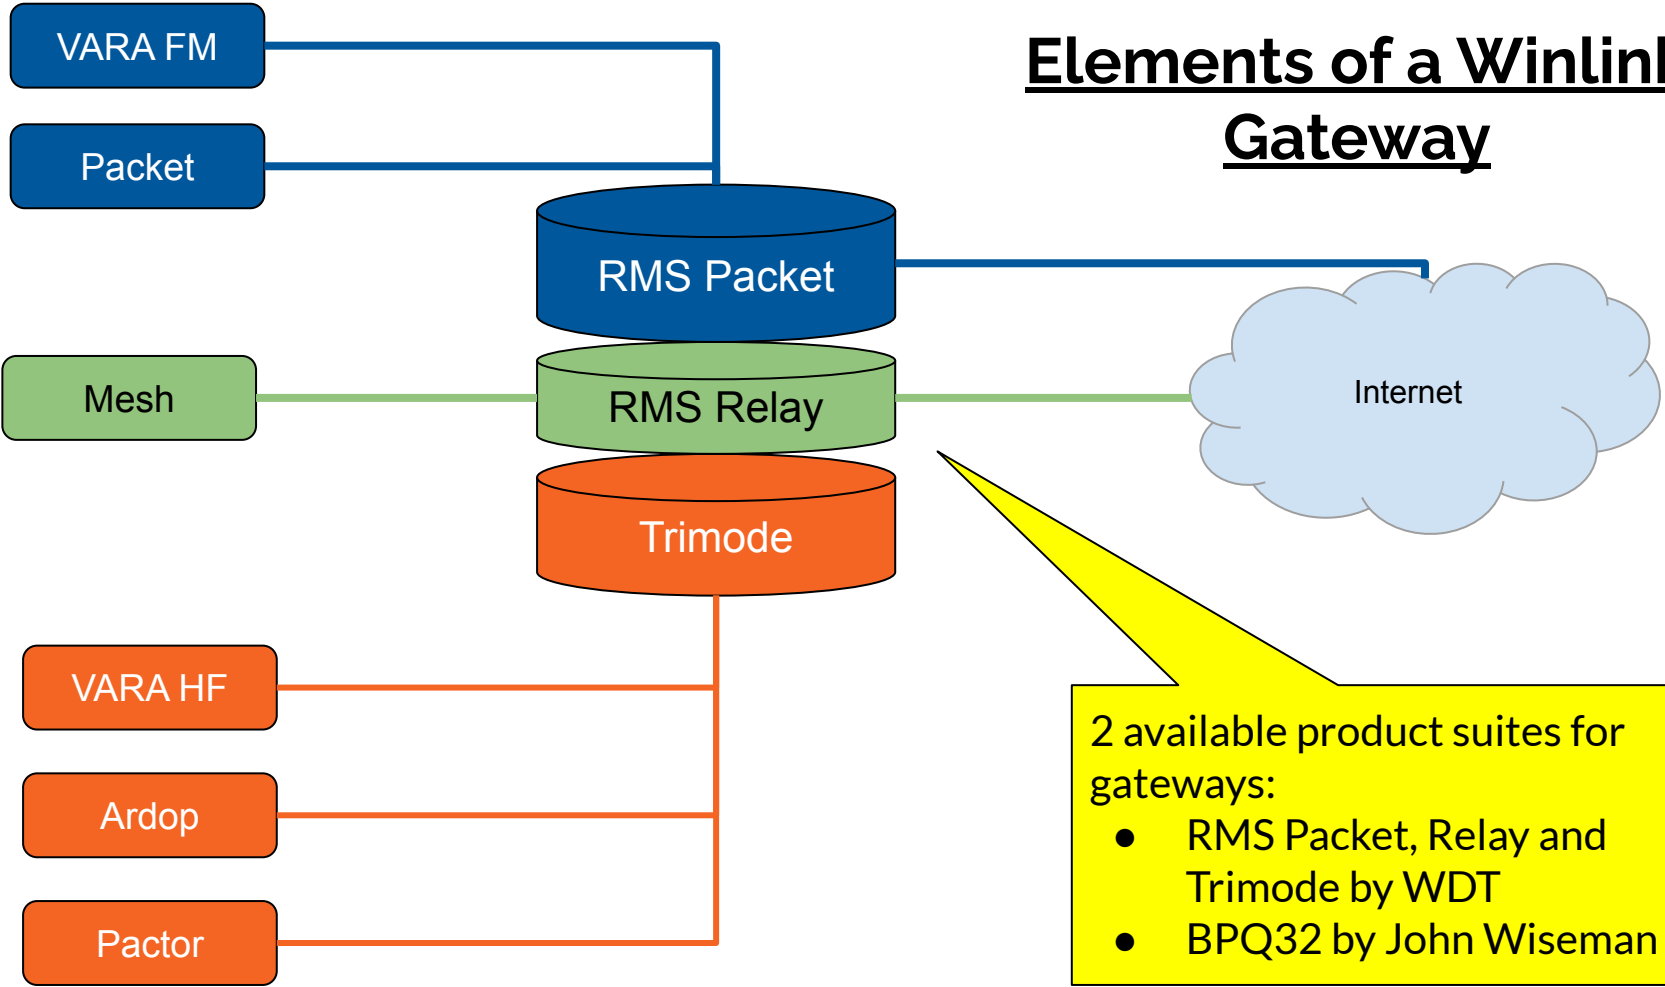 Elements of a Winlink
Gateway
VARA FM
Packet
RMS Packet
Mesh
RMS Relay
Internet
Trimode
VARA HF
Ardop
Pactor
2 available product suites for
gateways:
● RMS Packet, Relay and
Trimode by WDT
● BPQ32 by John Wiseman